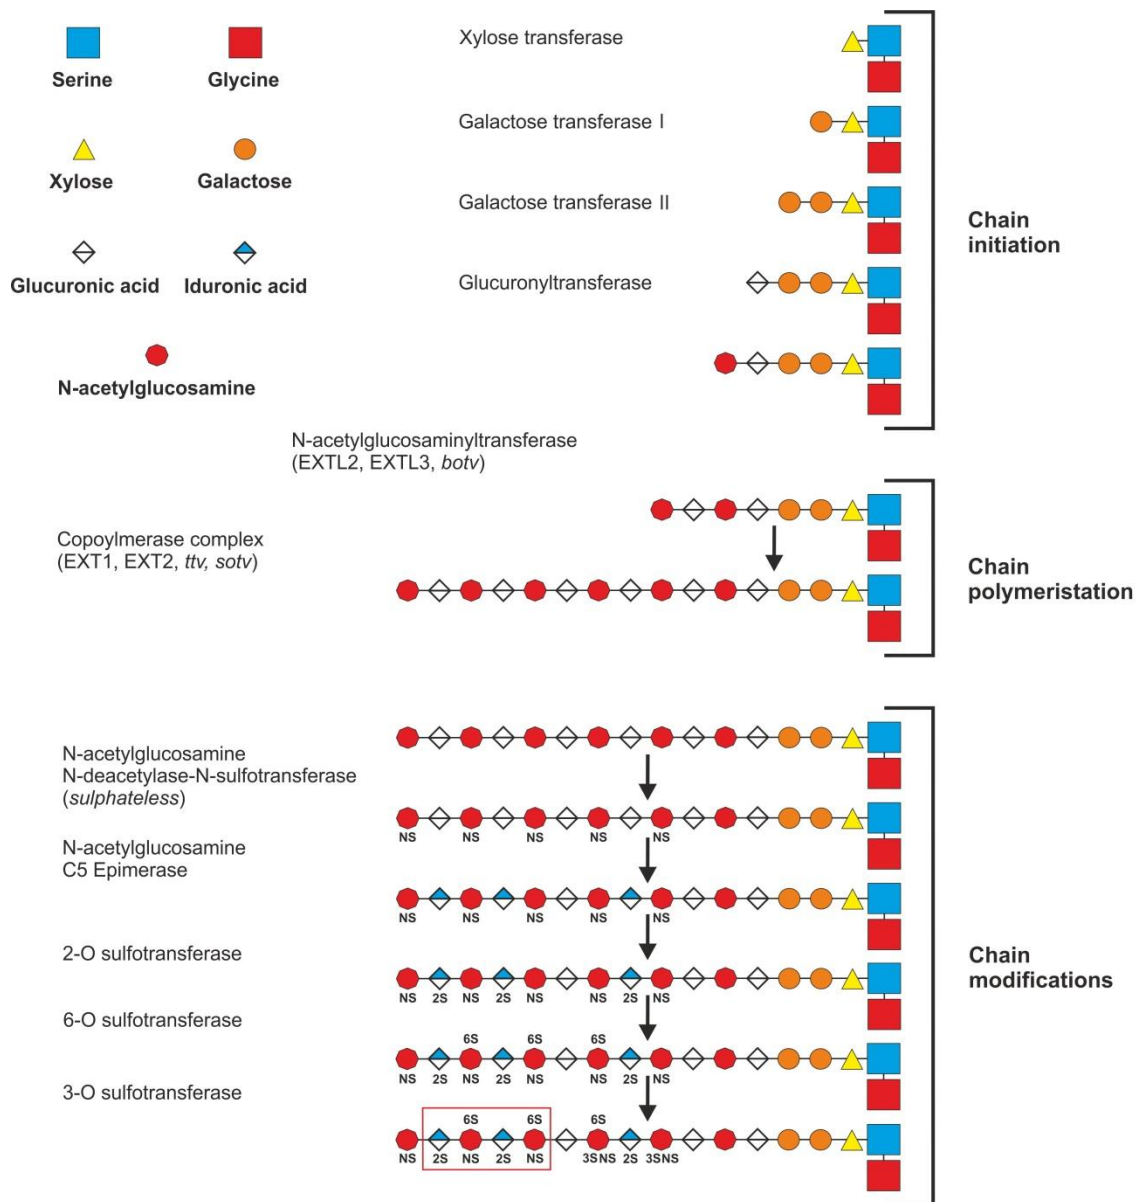 Serine
Glycine
Xylose
Galactose
Glucuronic acid
Iduronic acid
N-acetylglucosamine
Xylose transferase
Galactose transferase I
Galactose transferase II
Glucuronyltransferase
Chain
initiation
N-acetylglucosaminyltransferase
(EXTL2, EXTL3, botv)
Copoylmerase complex
(EXT1, EXT2, ttv, sotv)
Chain
polymeristation
N-acetylglucosamine
N-deacetylase-N-sulfotransferase
(sulphateless)
NS NS NS NS NS
N-acetylglucosamine
C5 Epimerase
NS NS NS NS NS
2-O sulfotransferase
Chain
modifications
NS 2S NS 2S NS NS 2S NS
6-O sulfotransferase
6S 6S 6S
NS 2S NS 2S NS NS 2S NS
3-O sulfotransferase
6S 6S 6S
NS 2S NS 2S NS 3S NS 2S 3S NS